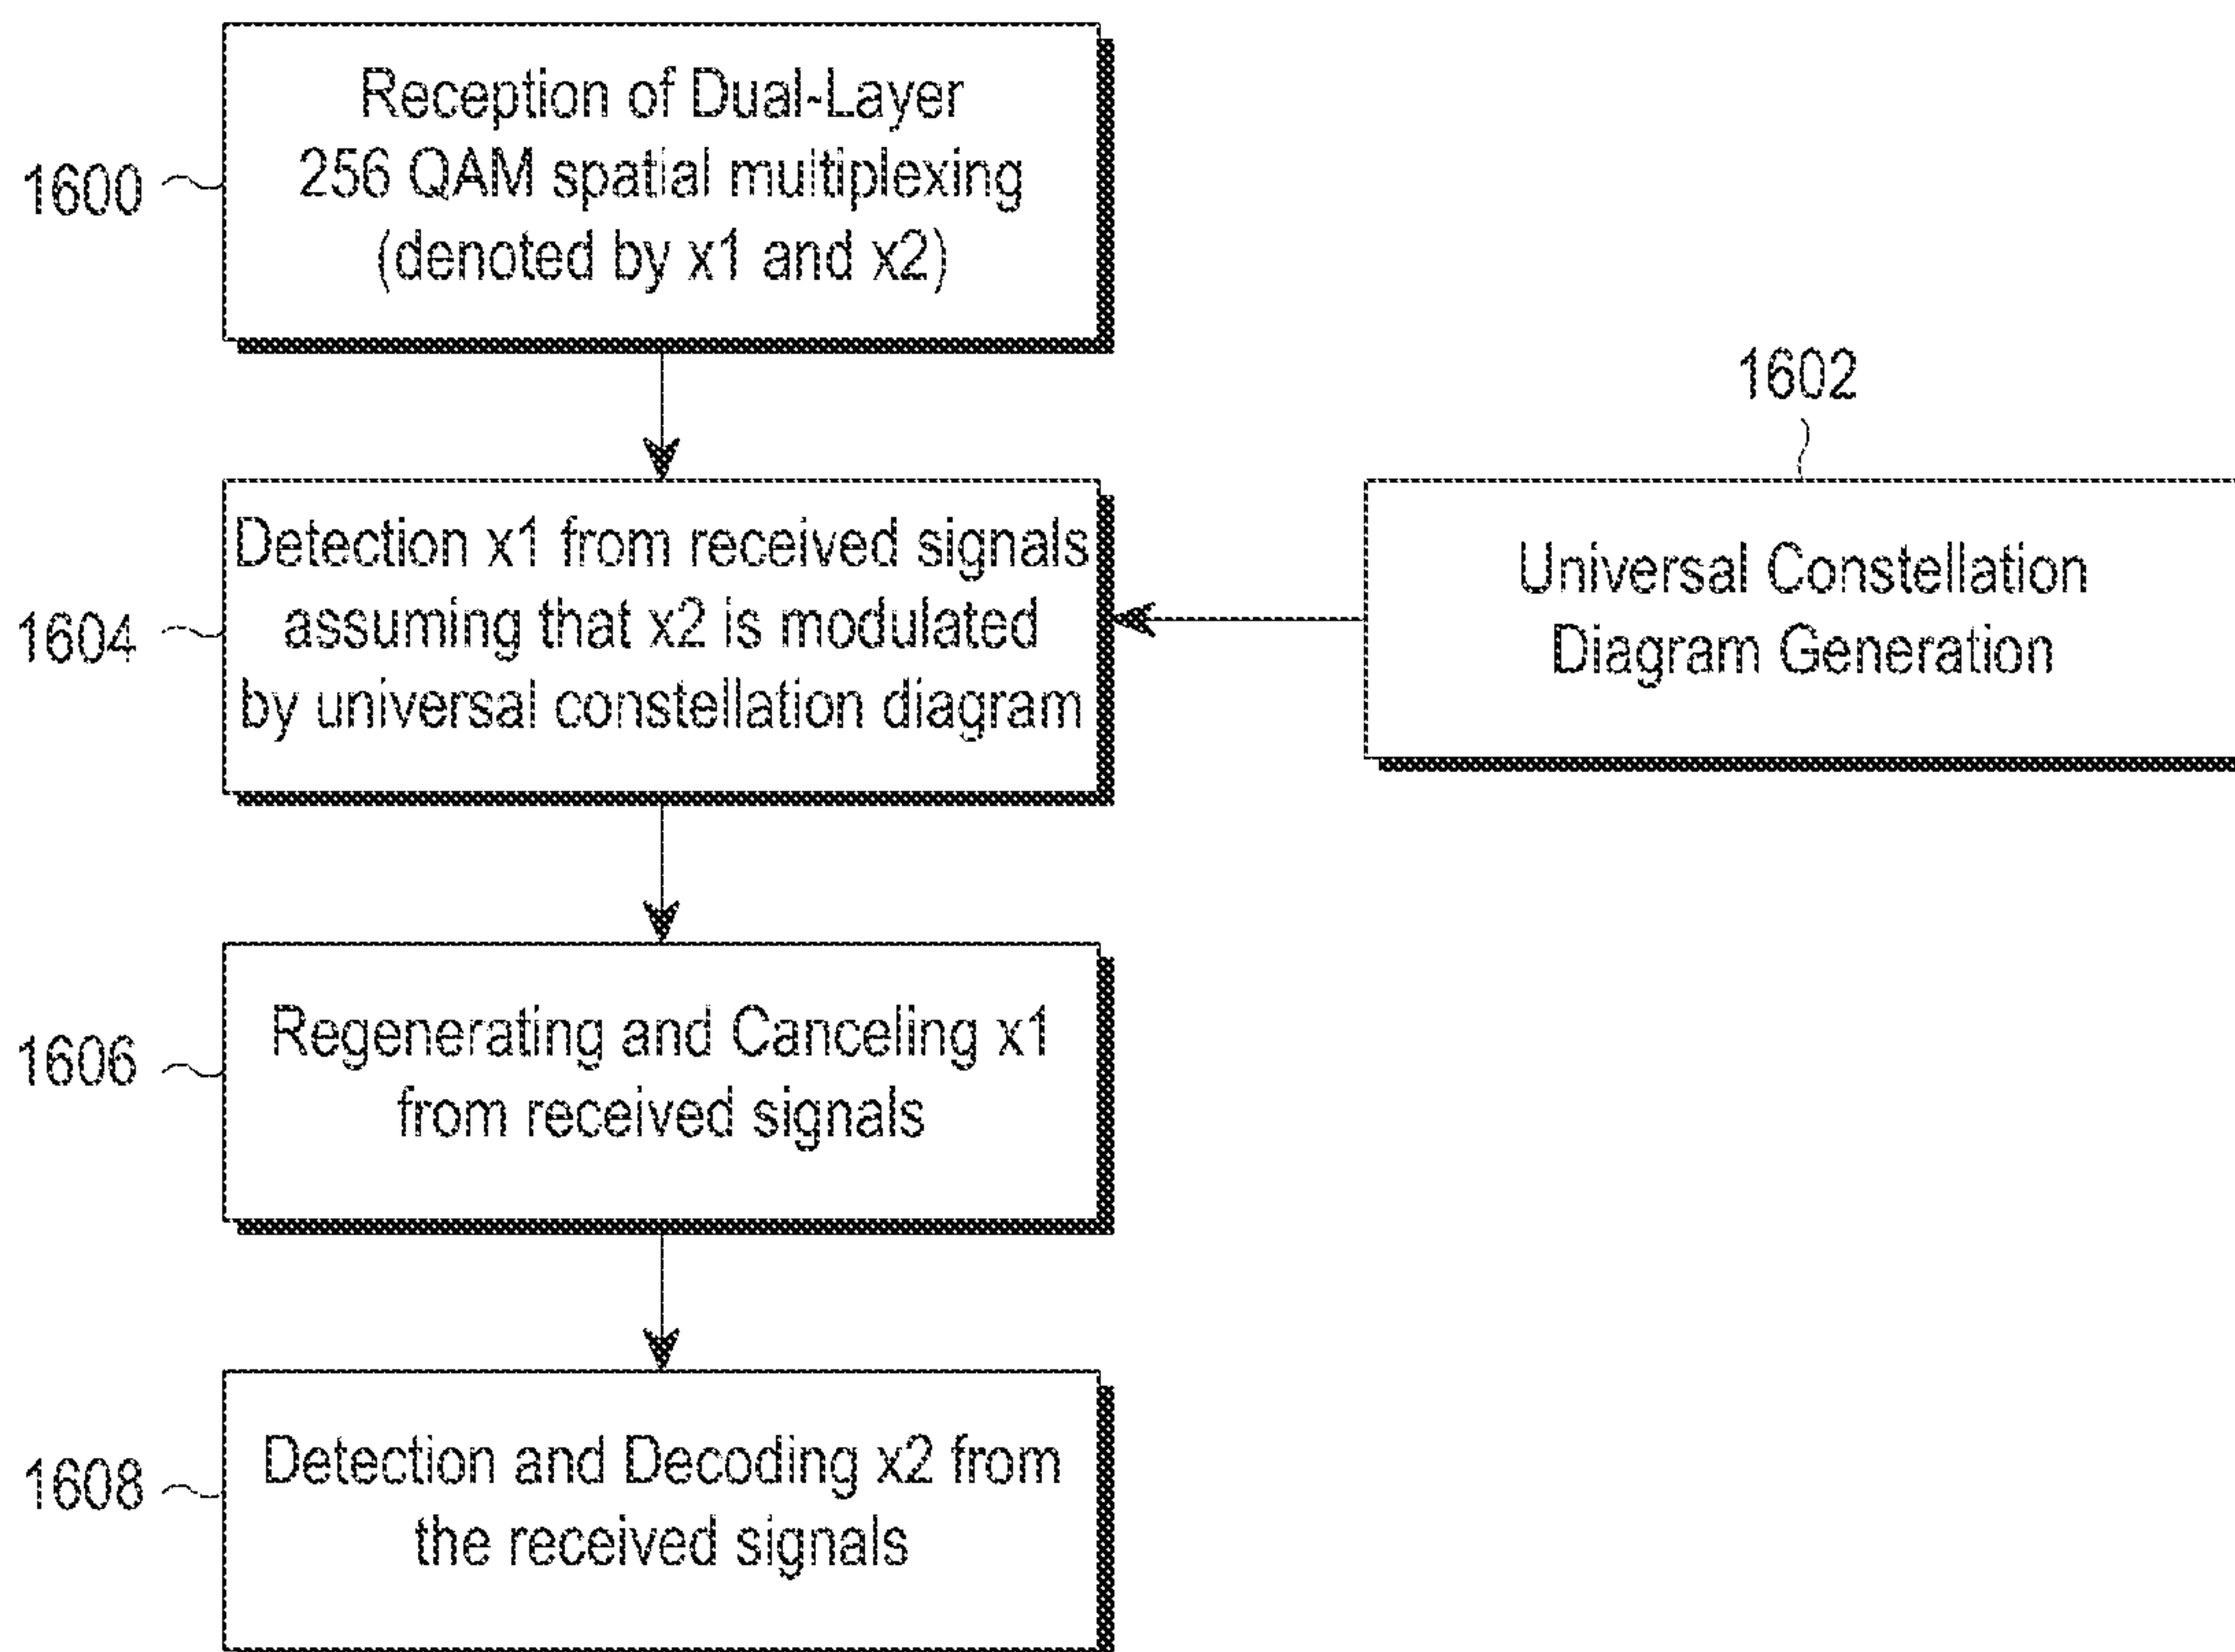 1600
Reception of Dual-Layer
256 QAM spatial multiplexing
(denoted by x1 and x2)
1602
Universal Constellation
Diagram Generation
1604
Detection x1 from received signals
assuming that x2 is modulated
by universal constellation diagram
1606
Regenerating and Canceling x1
from received signals
1608
Detection and Decoding x2 from
the received signals